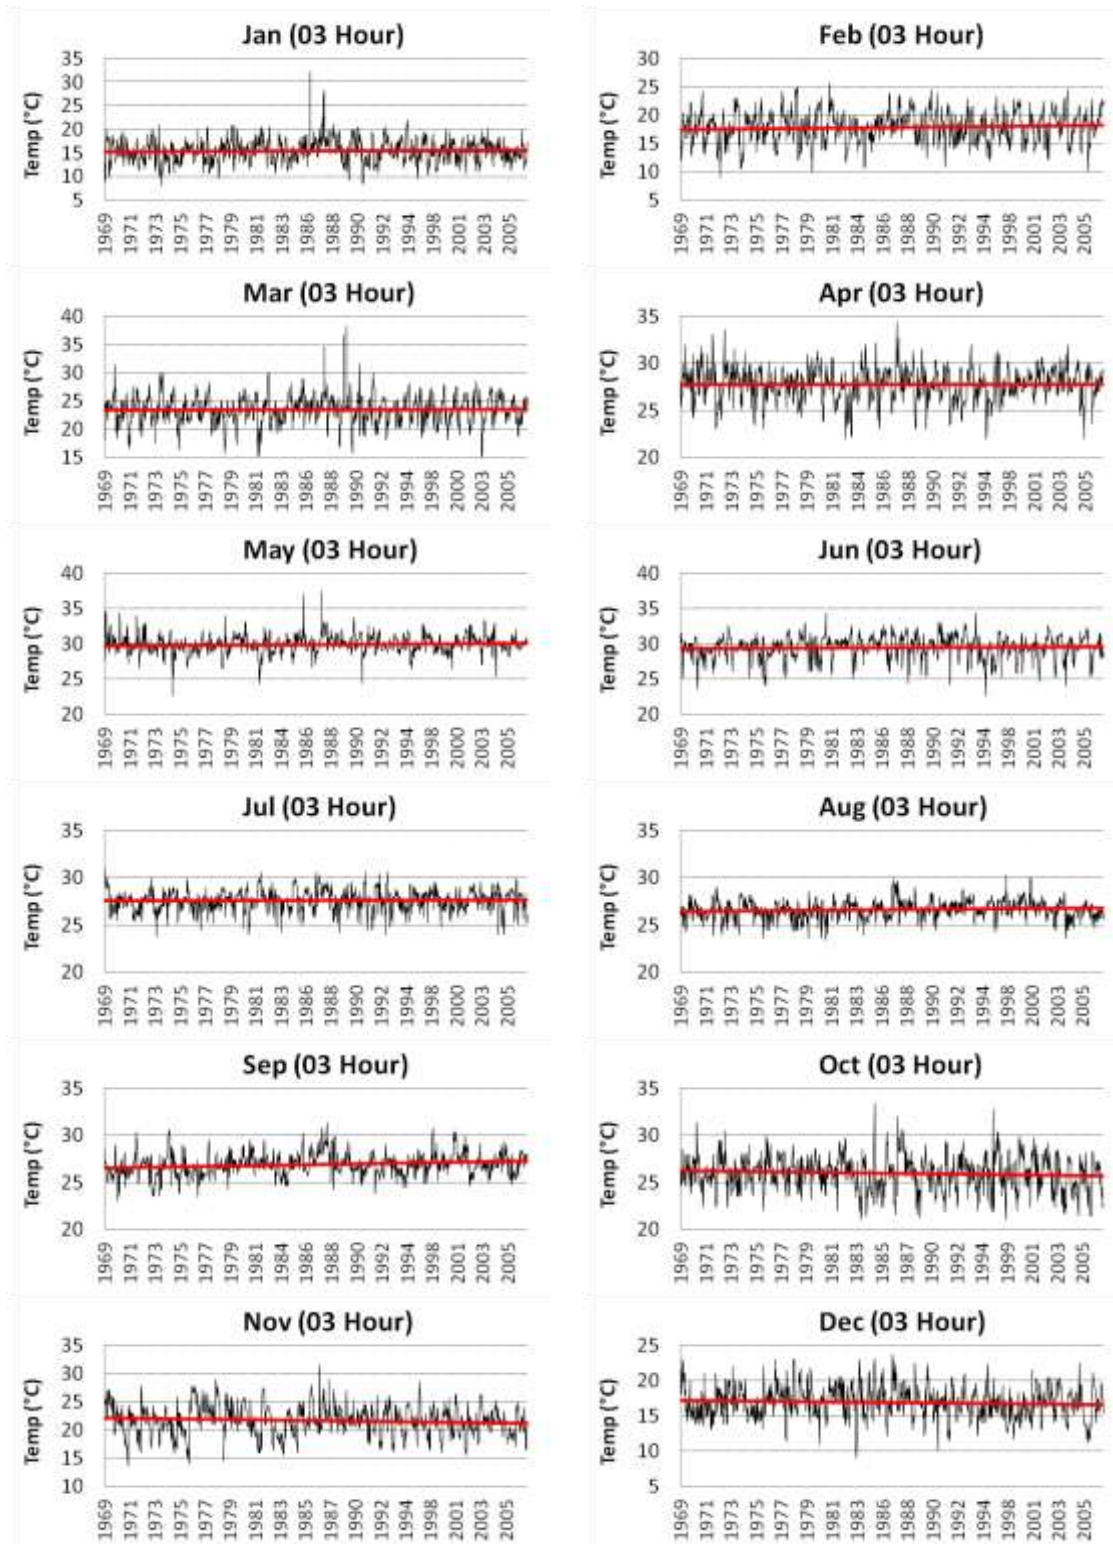 Jan (03 Hour)
Temp (°C)
35
30
25
20
15
10
5
1969 1971 1973 1975 1977 1979 1981 1983 1986 1988 1990 1992 1994 1998 2001 2003 2005
Feb (03 Hour)
Temp (°C)
30
25
20
15
10
5
1969 1971 1973 1975 1977 1979 1981 1984 1986 1988 1990 1992 1994 1998 2001 2003 2005
Mar (03 Hour)
Temp (°C)
40
35
30
25
20
15
1969 1971 1973 1975 1977 1979 1981 1984 1986 1988 1990 1992 1994 1998 2000 2003 2005
Apr (03 Hour)
Temp (°C)
35
30
25
20
1969 1971 1973 1975 1977 1979 1982 1984 1986 1988 1990 1992 1994 1998 2001 2003 2005
May (03 Hour)
Temp (°C)
40
35
30
25
20
1969 1971 1973 1975 1977 1979 1981 1984 1986 1988 1990 1992 1994 1998 2000 2003 2005
Jun (03 Hour)
Temp (°C)
40
35
30
25
20
1969 1971 1973 1975 1977 1979 1981 1983 1986 1988 1990 1992 1994 1998 2001 2003 2005
Jul (03 Hour)
Temp (°C)
35
30
25
20
1969 1971 1973 1975 1977 1979 1981 1984 1986 1988 1990 1992 1994 1998 2000 2003 2005
Aug (03 Hour)
Temp (°C)
35
30
25
20
1969 1971 1973 1975 1977 1979 1981 1983 1986 1988 1990 1992 1994 1998 2001 2003 2005
Sep (03 Hour)
Temp (°C)
35
30
25
20
1969 1971 1973 1975 1977 1979 1981 1984 1986 1988 1990 1992 1994 1998 2001 2003 2005
Oct (03 Hour)
Temp (°C)
35
30
25
20
1969 1971 1973 1975 1977 1979 1981 1983 1985 1987 1990 1992 1994 1999 2001 2003 2005
Nov (03 Hour)
Temp (°C)
35
30
25
20
15
10
1969 1971 1973 1975 1977 1979 1981 1984 1986 1988 1990 1992 1994 1998 2001 2003 2005
Dec (03 Hour)
Temp (°C)
25
20
15
10
5
1969 1971 1973 1975 1977 1979 1981 1983 1985 1987 1990 1992 1994 1998 2001 2003 2005